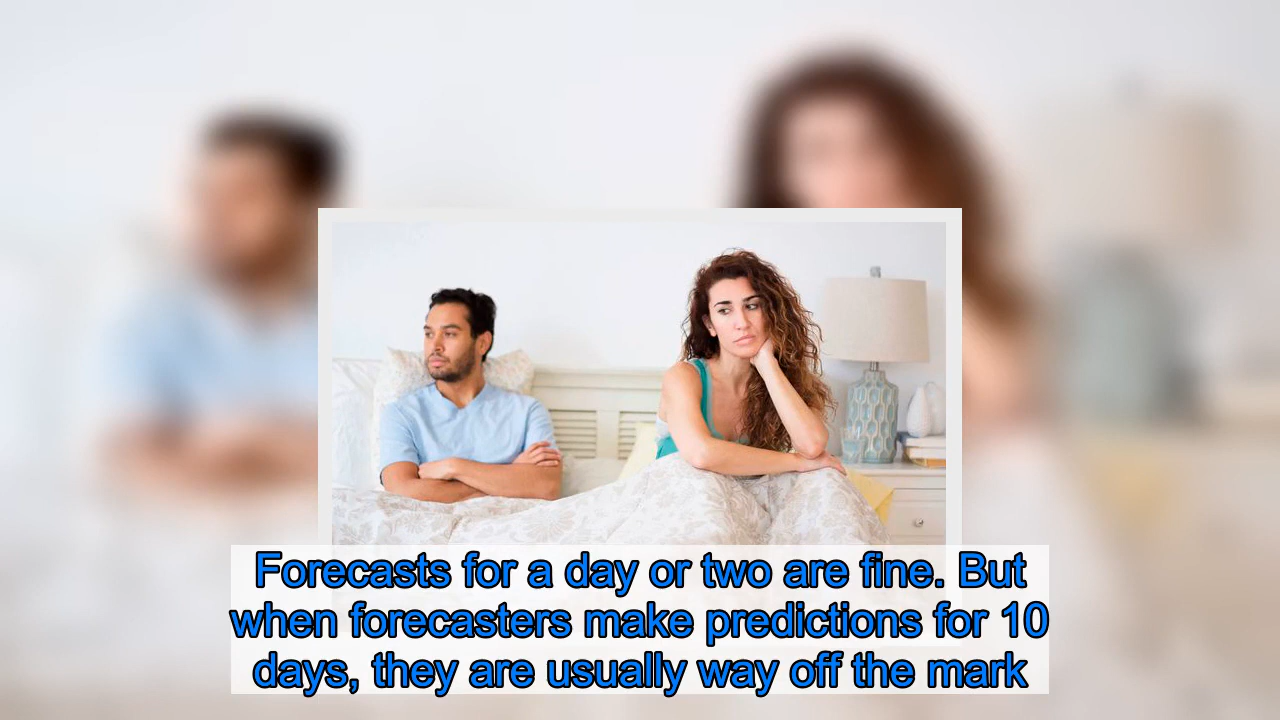 Forecasts for a day or two are fine. But
when forecasters make predictions for 10
days, they are usually way off the mark